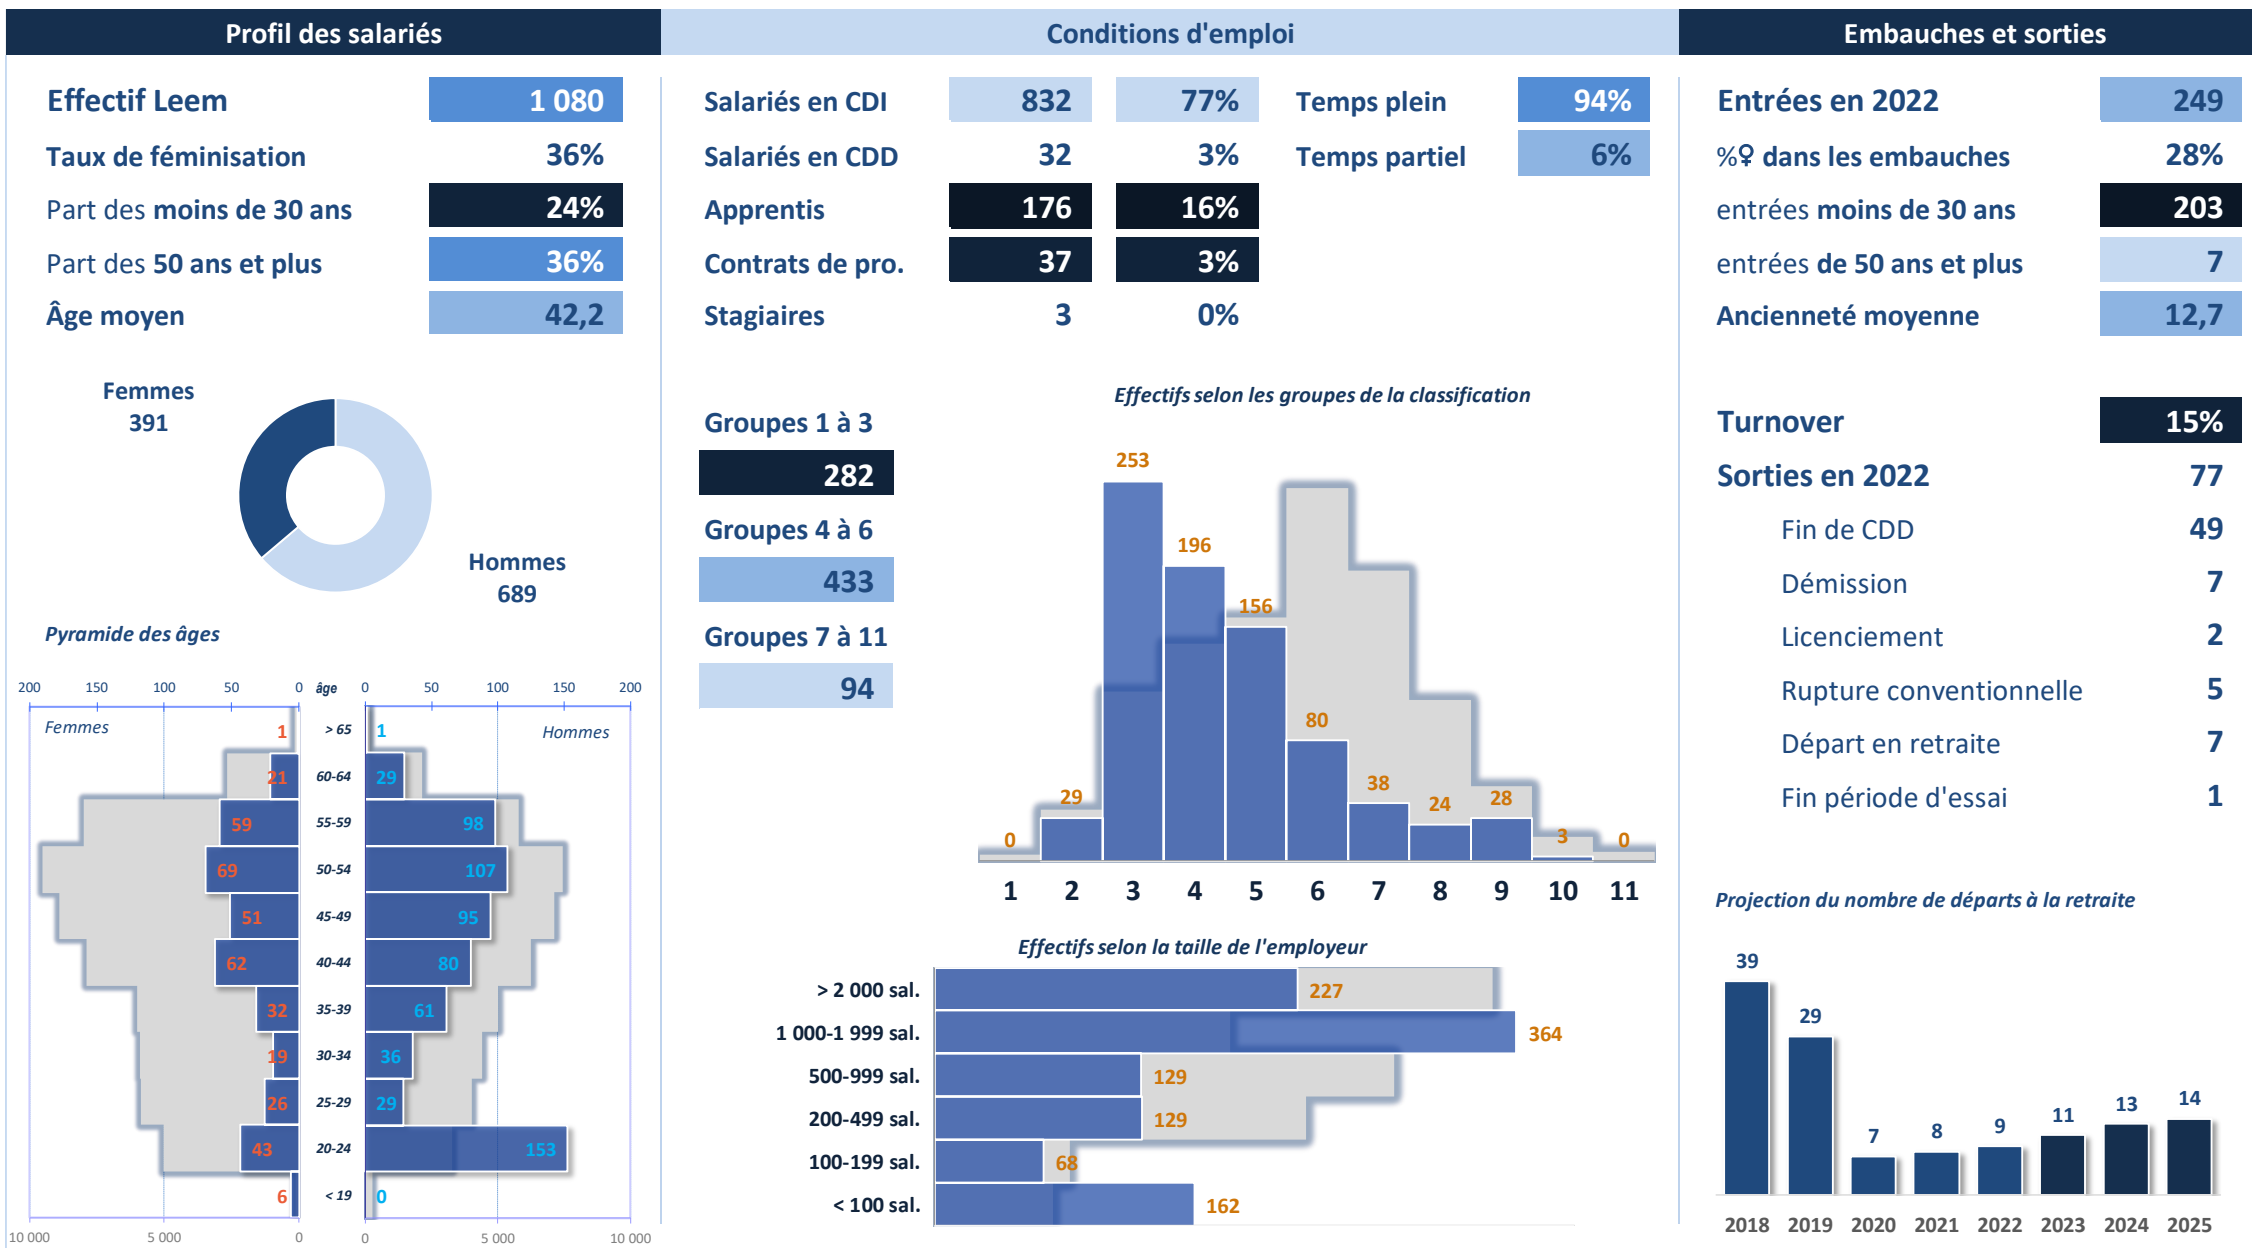 Profil des salariés
Effectif Leem 1 080
Taux de féminisation 36%
Part des moins de 30 ans 24%
Part des 50 ans et plus 36%
Âge moyen 42,2
Femmes
391
Hommes
689
Pyramide des âges
200 150 100 50 0 âge 0 50 100 150 200
Femmes Hommes
1 > 65 1
21 60-64 29
59 55-59 98
69 50-54 107
51 45-49 95
62 40-44 80
32 35-39 61
19 30-34 36
26 25-29 29
43 20-24 153
6 < 19 0
10 000 5 000 0 0 5 000 10 000
Conditions d'emploi
Salariés en CDI 832 77% Temps plein 94%
Salariés en CDD 32 3% Temps partiel 6%
Apprentis 176 16%
Contrats de pro. 37 3%
Stagiaires 3 0%
Groupes 1 à 3
282
Groupes 4 à 6
433
Groupes 7 à 11
94
Effectifs selon les groupes de la classification
0 29 253 196 156 80 38 24 28 3 0
1 2 3 4 5 6 7 8 9 10 11
Effectifs selon la taille de l'employeur
> 2 000 sal. 227
1 000-1 999 sal. 364
500-999 sal. 129
200-499 sal. 129
100-199 sal. 68
< 100 sal. 162
Embauches et sorties
Entrées en 2022 249
%♀ dans les embauches 28%
entrées moins de 30 ans 203
entrées de 50 ans et plus 7
Ancienneté moyenne 12,7
Turnover 15%
Sorties en 2022 77
Fin de CDD 49
Démission 7
Licenciement 2
Rupture conventionnelle 5
Départ en retraite 7
Fin période d'essai 1
Projection du nombre de départs à la retraite
39 29 7 8 9 11 13 14
2018 2019 2020 2021 2022 2023 2024 2025